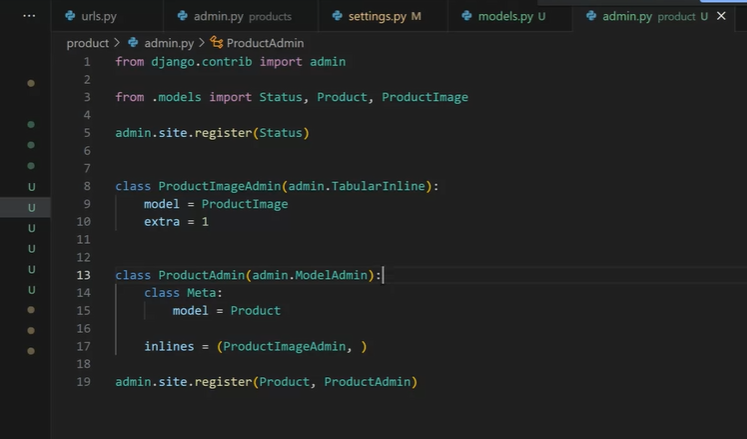 ··· urls.py admin.py products settings.py M models.py U admin.py product U ×
product > admin.py > ProductAdmin
1 from django.contrib import admin
2
3 from .models import Status, Product, ProductImage
4
5 admin.site.register(Status)
6
7
U 8 class ProductImageAdmin(admin.TabularInline):
U 9     model = ProductImage
10     extra = 1
U
11
U 12
U 13 class ProductAdmin(admin.ModelAdmin):
U 14     class Meta:
15         model = Product
16
17     inlines = (ProductImageAdmin, )
18
19 admin.site.register(Product, ProductAdmin)